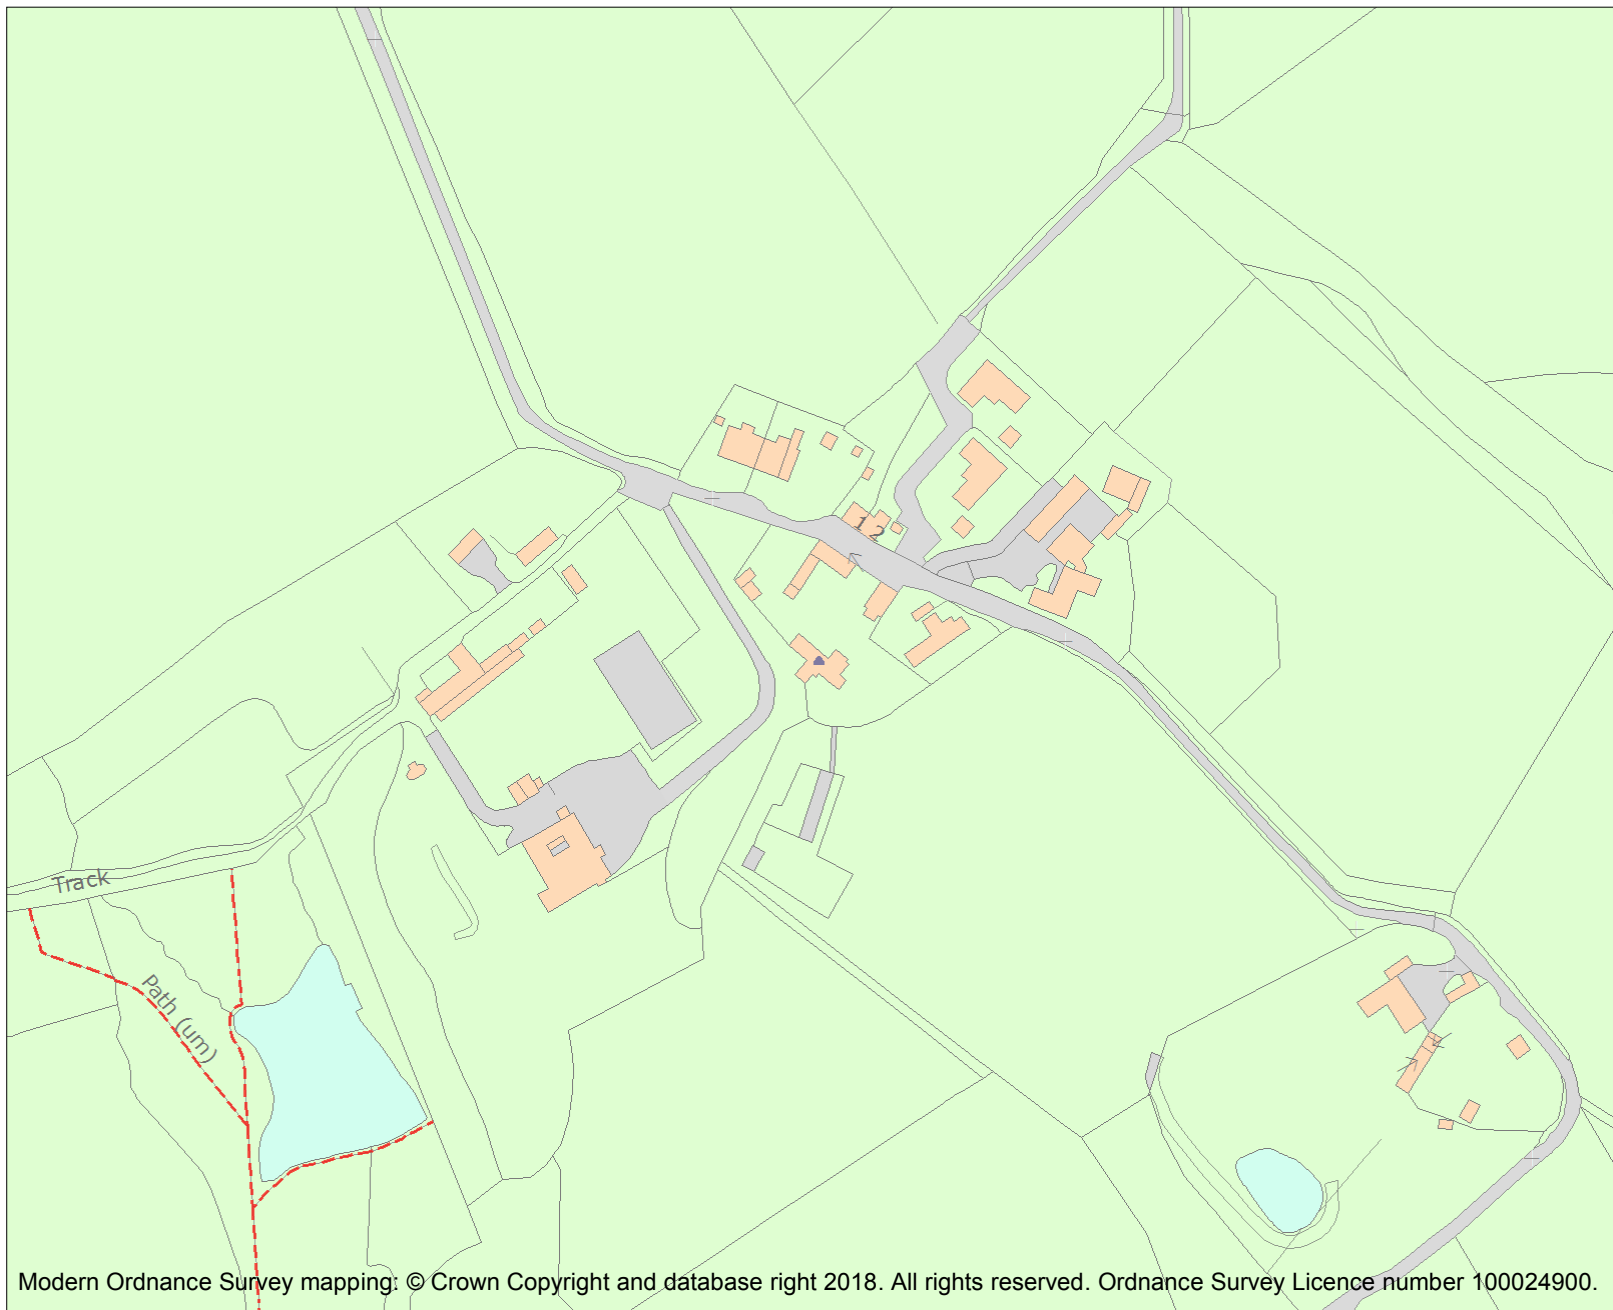 1 2
Track
Path (um)
Modern Ordnance Survey mapping: © Crown Copyright and database right 2018. All rights reserved. Ordnance Survey Licence number 100024900.